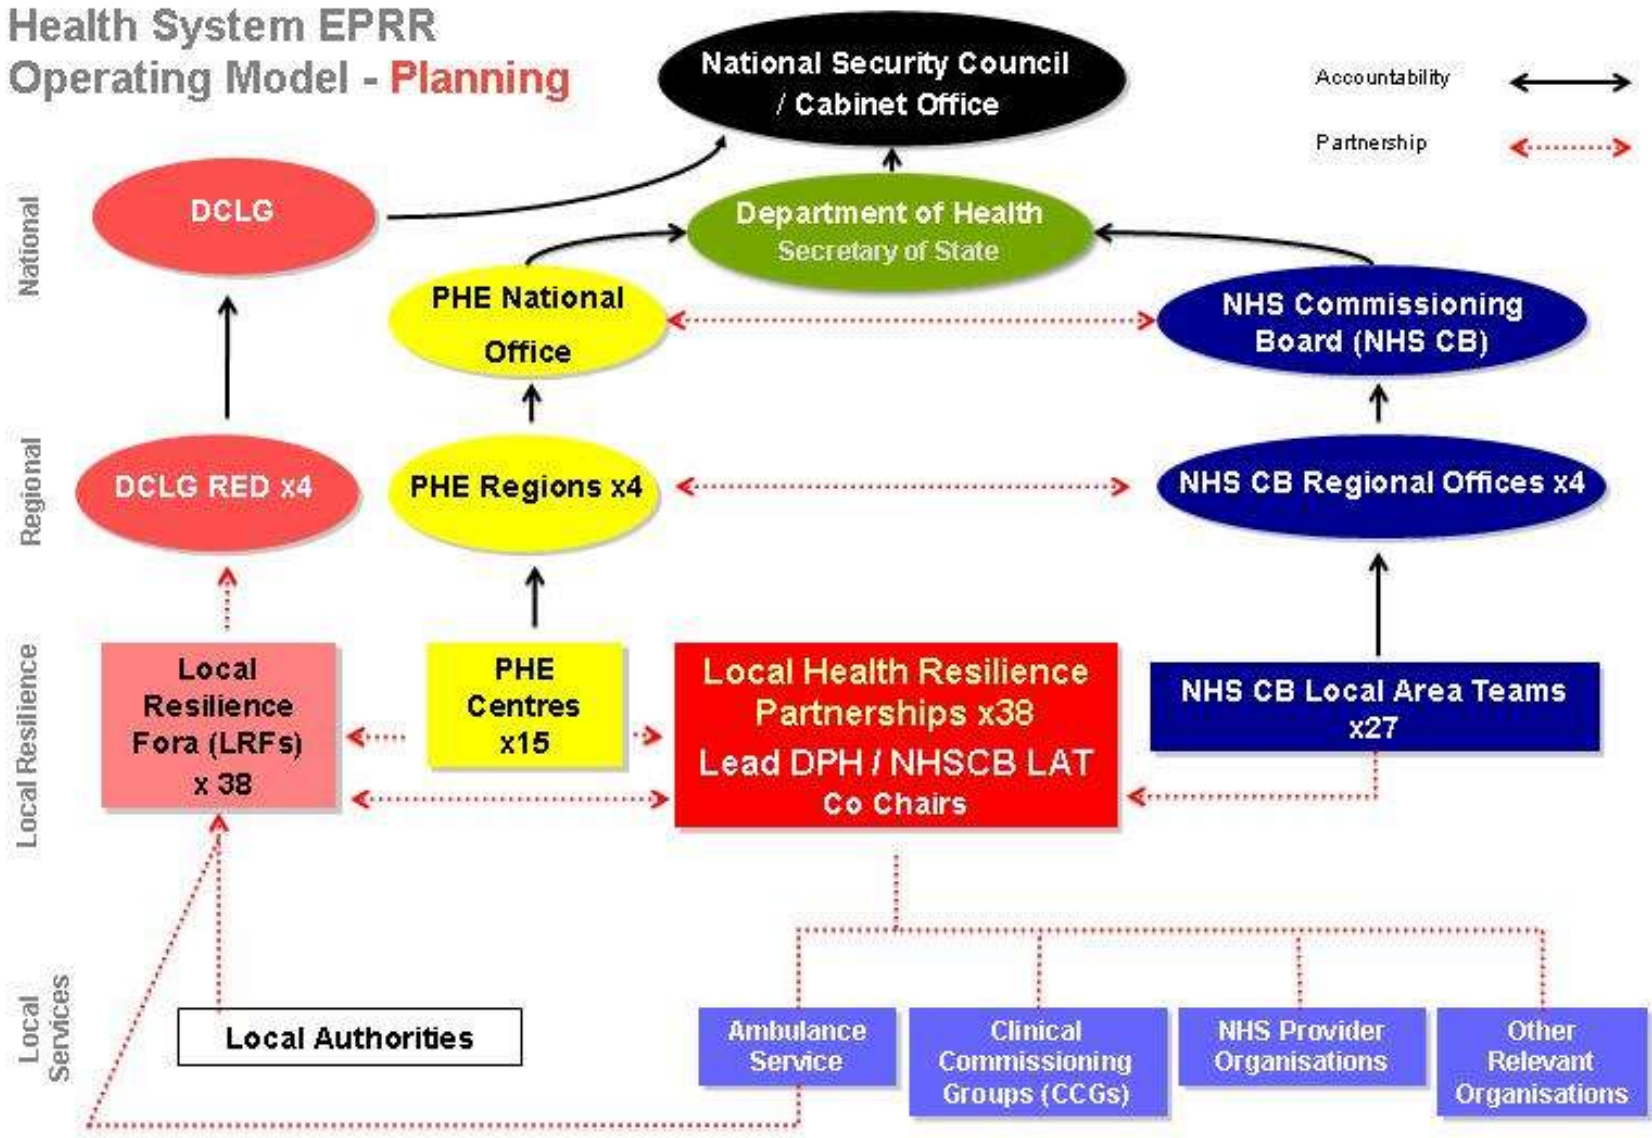 Health System EPRR
Operating Model - Planning
National Security Council
/ Cabinet Office
Accountability
Partnership
National
DCLG
Department of Health
Secretary of State
PHE National
Office
NHS Commissioning
Board (NHS CB)
Regional
DCLG RED x4
PHE Regions x4
NHS CB Regional Offices x4
Local Resilience
Local
Resilience
Fora (LRFs)
x 38
PHE
Centres
x15
Local Health Resilience
Partnerships x38
Lead DPH / NHSCB LAT
Co Chairs
NHS CB Local Area Teams
x27
Local
Services
Local Authorities
Ambulance
Service
Clinical
Commissioning
Groups (CCGs)
NHS Provider
Organisations
Other
Relevant
Organisations